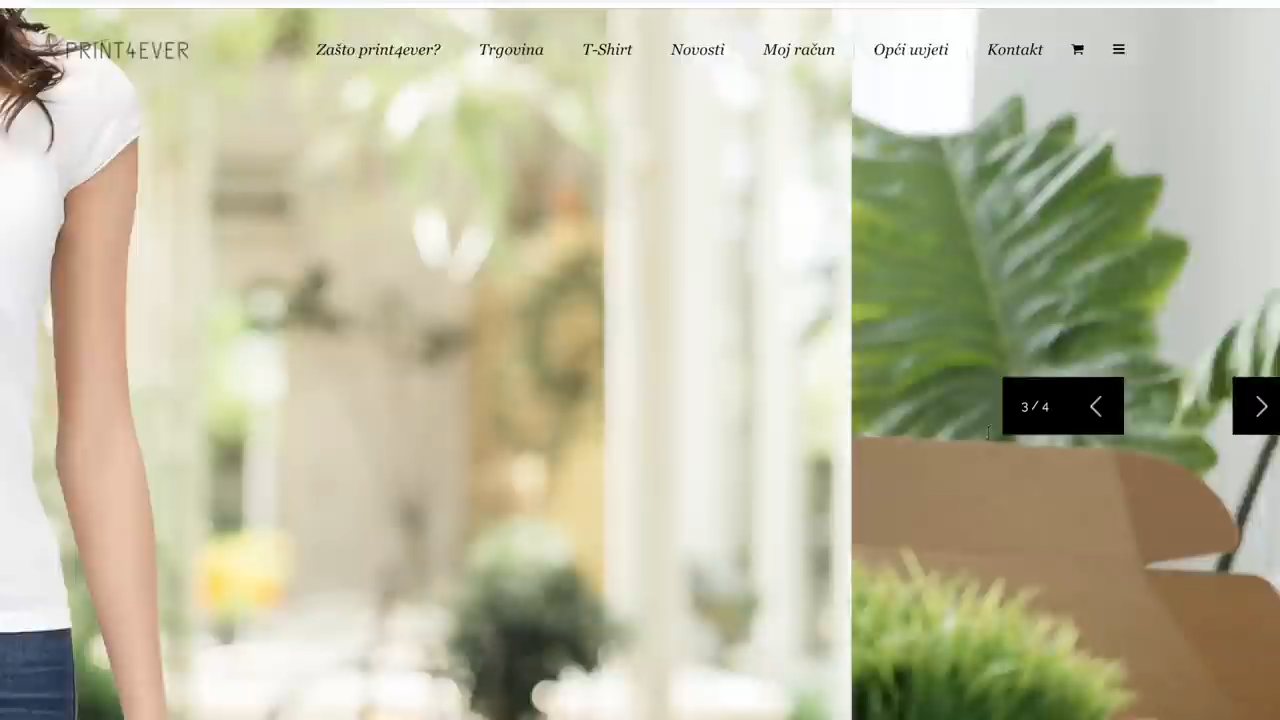 PRINT4EVER
Zašto print4ever? Trgovina T-Shirt Novosti Moj račun Opći uvjeti Kontakt
3 / 4